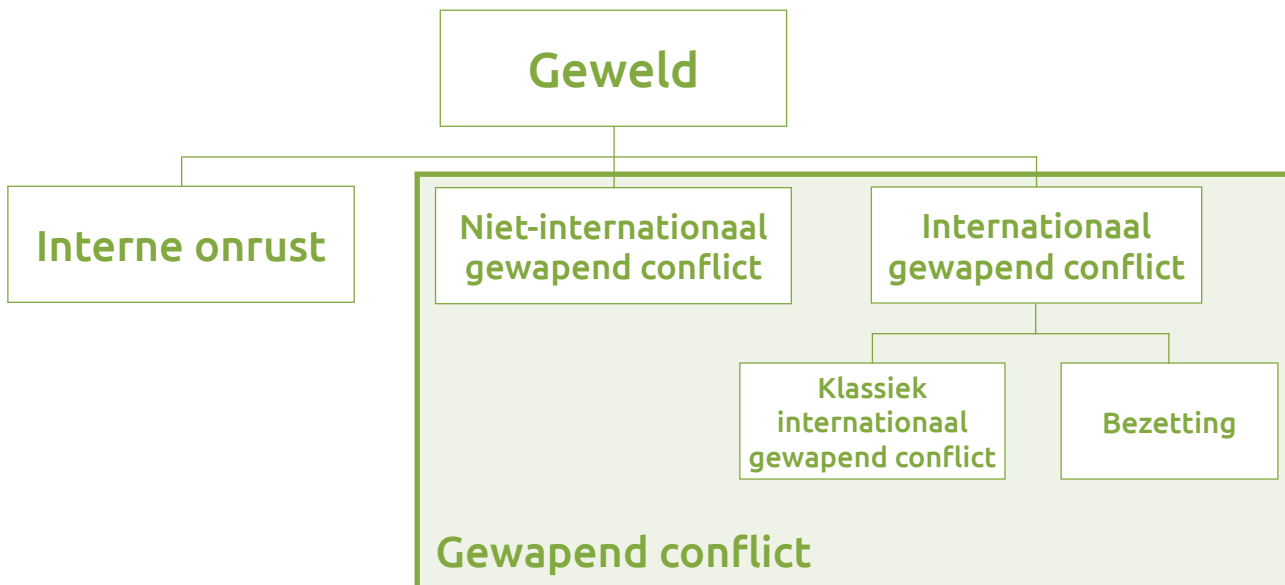 Geweld
Interne onrust
Niet-internationaal
gewapend conflict
Internationaal
gewapend conflict
Klassiek
internationaal
gewapend conflict
Bezetting
Gewapend conflict